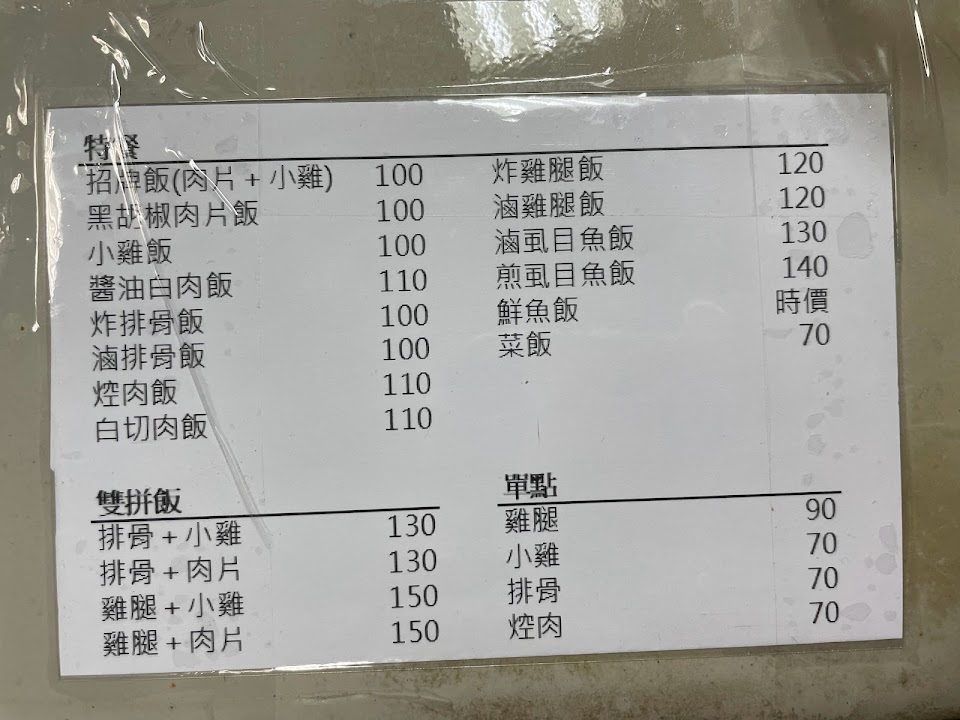 特餐
招牌飯(肉片+小雞) 100
黑胡椒肉片飯 100
小雞飯 100
醬油白肉飯 110
炸排骨飯 100
滷排骨飯 100
焢肉飯 110
白切肉飯 110
炸雞腿飯 120
滷雞腿飯 120
滷虱目魚飯 130
煎虱目魚飯 140
鮮魚飯 時價
菜飯 70
雙拼飯
排骨+小雞 130
排骨+肉片 130
雞腿+小雞 150
雞腿+肉片 150
單點
雞腿 90
小雞 70
排骨 70
焢肉 70